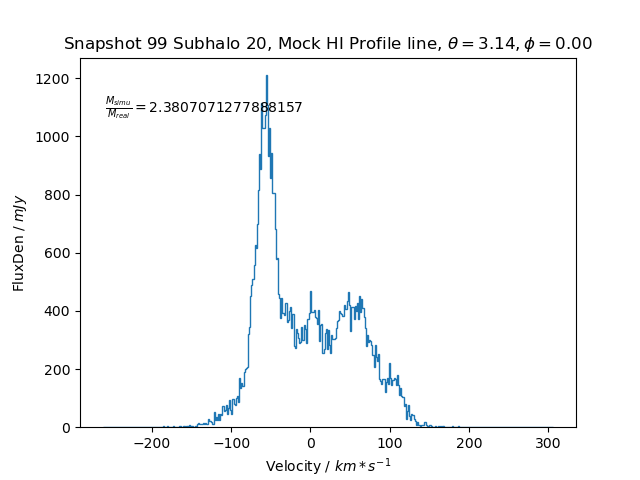 Snapshot 99 Subhalo 20, Mock HI Profile line, θ = 3.14, ϕ = 0.00
M_simu/M_real = 2.3807071277888157
FluxDen / mJy
1200
1000
800
600
400
200
0
−200 −100 0 100 200 300
Velocity / km * s^−1